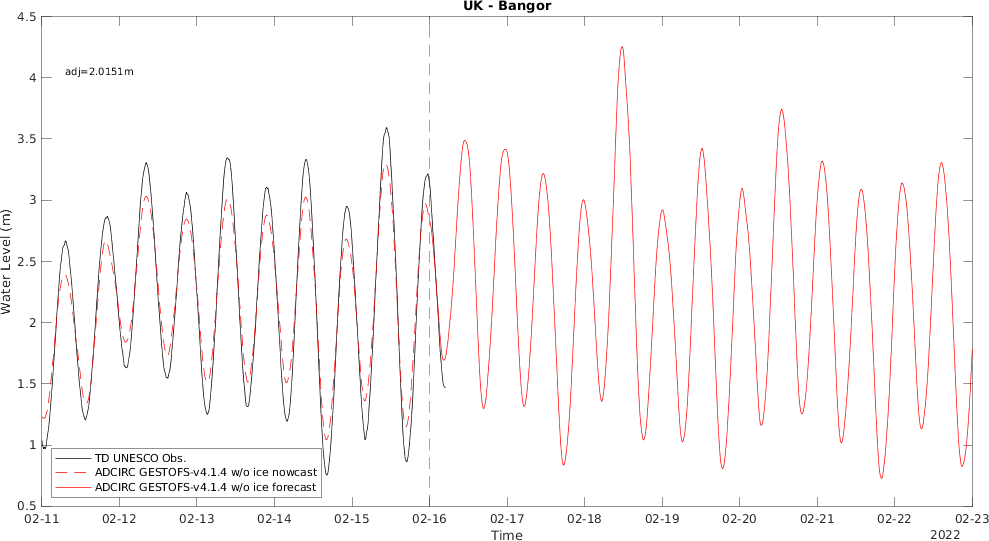 UK - Bangor
4.5
4
3.5
3
2.5
2
1.5
1
0.5
Water Level (m)
adj=2.0151m
TD UNESCO Obs.
ADCIRC GESTOFS-v4.1.4 w/o ice nowcast
ADCIRC GESTOFS-v4.1.4 w/o ice forecast
02-11 02-12 02-13 02-14 02-15 02-16 02-17 02-18 02-19 02-20 02-21 02-22 02-23
Time
2022